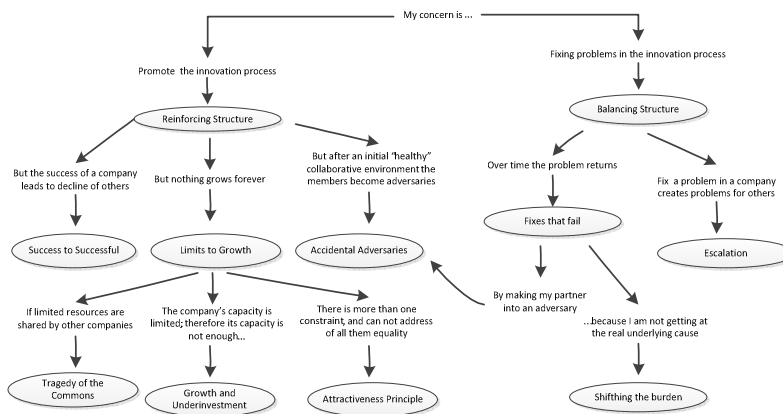 My concern is ...
Promote the innovation process
Fixing problems in the innovation process
Reinforcing Structure
Balancing Structure
But the success of a company
leads to decline of others
But nothing grows forever
But after an initial "healthy"
collaborative environment the
members become adversaries
Over time the problem returns
Fix a problem in a company
creates problems for others
Success to Successful
Limits to Growth
Accidental Adversaries
Fixes that fail
Escalation
If limited resources are
shared by other companies
The company's capacity is
limited; therefore its capacity is
not enough...
There is more than one
constraint, and can not address
of all them equality
By making my partner
into an adversary
...because I am not getting at
the real underlying cause
Tragedy of the
Commons
Growth and
Underinvestment
Attractiveness Principle
Shifthing the burden